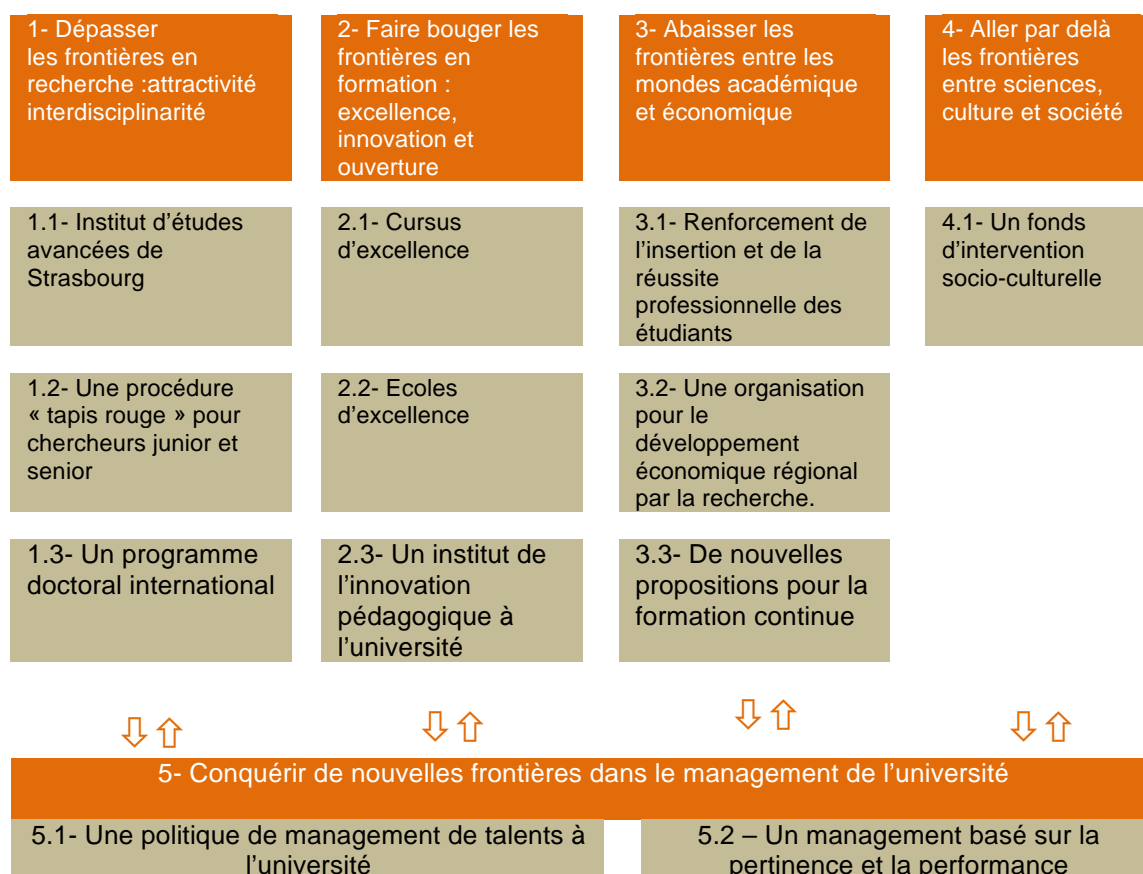 1- Dépasser
les frontières en
recherche :attractivité
interdisciplinarité
2- Faire bouger les
frontières en
formation :
excellence,
innovation et
ouverture
3- Abaisser les
frontières entre les
mondes académique
et économique
4- Aller par delà
les frontières
entre sciences,
culture et société
1.1- Institut d’études
avancées de
Strasbourg
2.1- Cursus
d’excellence
3.1- Renforcement de
l’insertion et de la
réussite
professionnelle des
étudiants
4.1- Un fonds
d’intervention
socio-culturelle
1.2- Une procédure
« tapis rouge » pour
chercheurs junior et
senior
2.2- Ecoles
d’excellence
3.2- Une organisation
pour le
développement
économique régional
par la recherche.
1.3- Un programme
doctoral international
2.3- Un institut de
l’innovation
pédagogique à
l’université
3.3- De nouvelles
propositions pour la
formation continue
5- Conquérir de nouvelles frontières dans le management de l’université
5.1- Une politique de management de talents à
l’université
5.2 – Un management basé sur la
pertinence et la performance